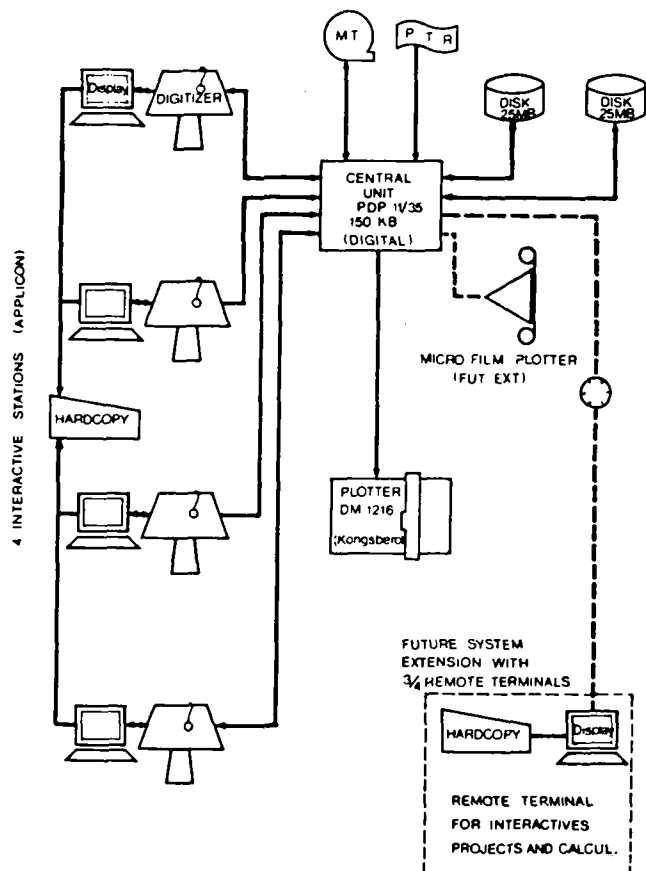 MT
P T R
Display
DIGITIZER
DISK
25MB
DISK
25MB
CENTRAL
UNIT
PDP 11/35
150 KB
(DIGITAL)
4 INTERACTIVE STATIONS (APPLICON)
MICRO FILM PLOTTER
(FUT EXT)
HARDCOPY
PLOTTER
DM 1216
(Kongsberg)
FUTURE SYSTEM
EXTENSION WITH
3/4 REMOTE TERMINALS
HARDCOPY
Display
REMOTE TERMINAL
FOR INTERACTIVES
PROJECTS AND CALCUL.